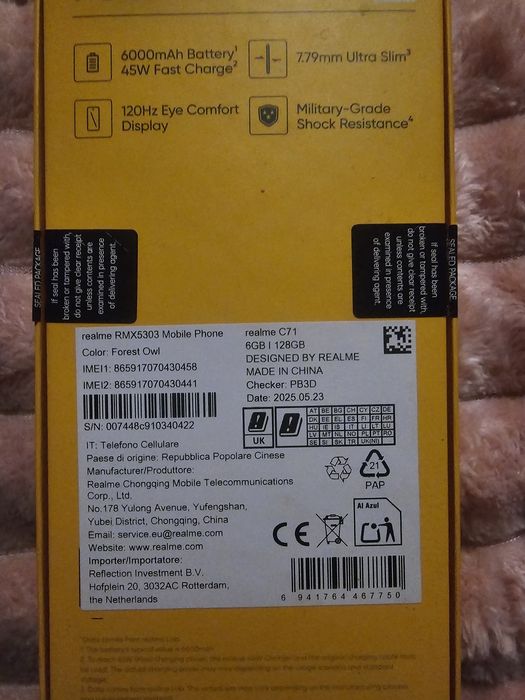 6000mAh Battery¹
45W Fast Charge²
7.79mm Ultra Slim³
120Hz Eye Comfort
Display
Military-Grade
Shock Resistance⁴
SEALED PACKAGE
If seal has been
broken or tampered with,
do not give clear receipt
unless contents are
examined in presence
of delivering agent.
SEALED PACKAGE
If seal has been
broken or tampered with,
do not give clear receipt
unless contents are
examined in presence
of delivering agent.
realme RMX5303 Mobile Phone
Color: Forest Owl
IMEI1: 865917070430458
IMEI2: 865917070430441
S/N: 007448c910340422
realme C71
6GB | 128GB
DESIGNED BY REALME
MADE IN CHINA
Checker: PB3D
Date: 2025.05.23
UK
AT BE BG CH CY CZ DE
DK EE EL ES FI FR HR
HU IE IS IT LI LT LU
LV MT NL NO PL PT RO
SE SI SK TR UK(NI)
IT: Telefono Cellulare
Paese di origine: Repubblica Popolare Cinese
Manufacturer/Produttore:
Realme Chongqing Mobile Telecommunications
Corp., Ltd.
No.178 Yulong Avenue, Yufengshan,
Yubei District, Chongqing, China
Email: service.eu@realme.com
Website: www.realme.com
Importer/Importatore:
Reflection Investment B.V.
Hofplein 20, 3032AC Rotterdam,
the Netherlands
21
PAP
Al Azul
CE
6 941764 467750